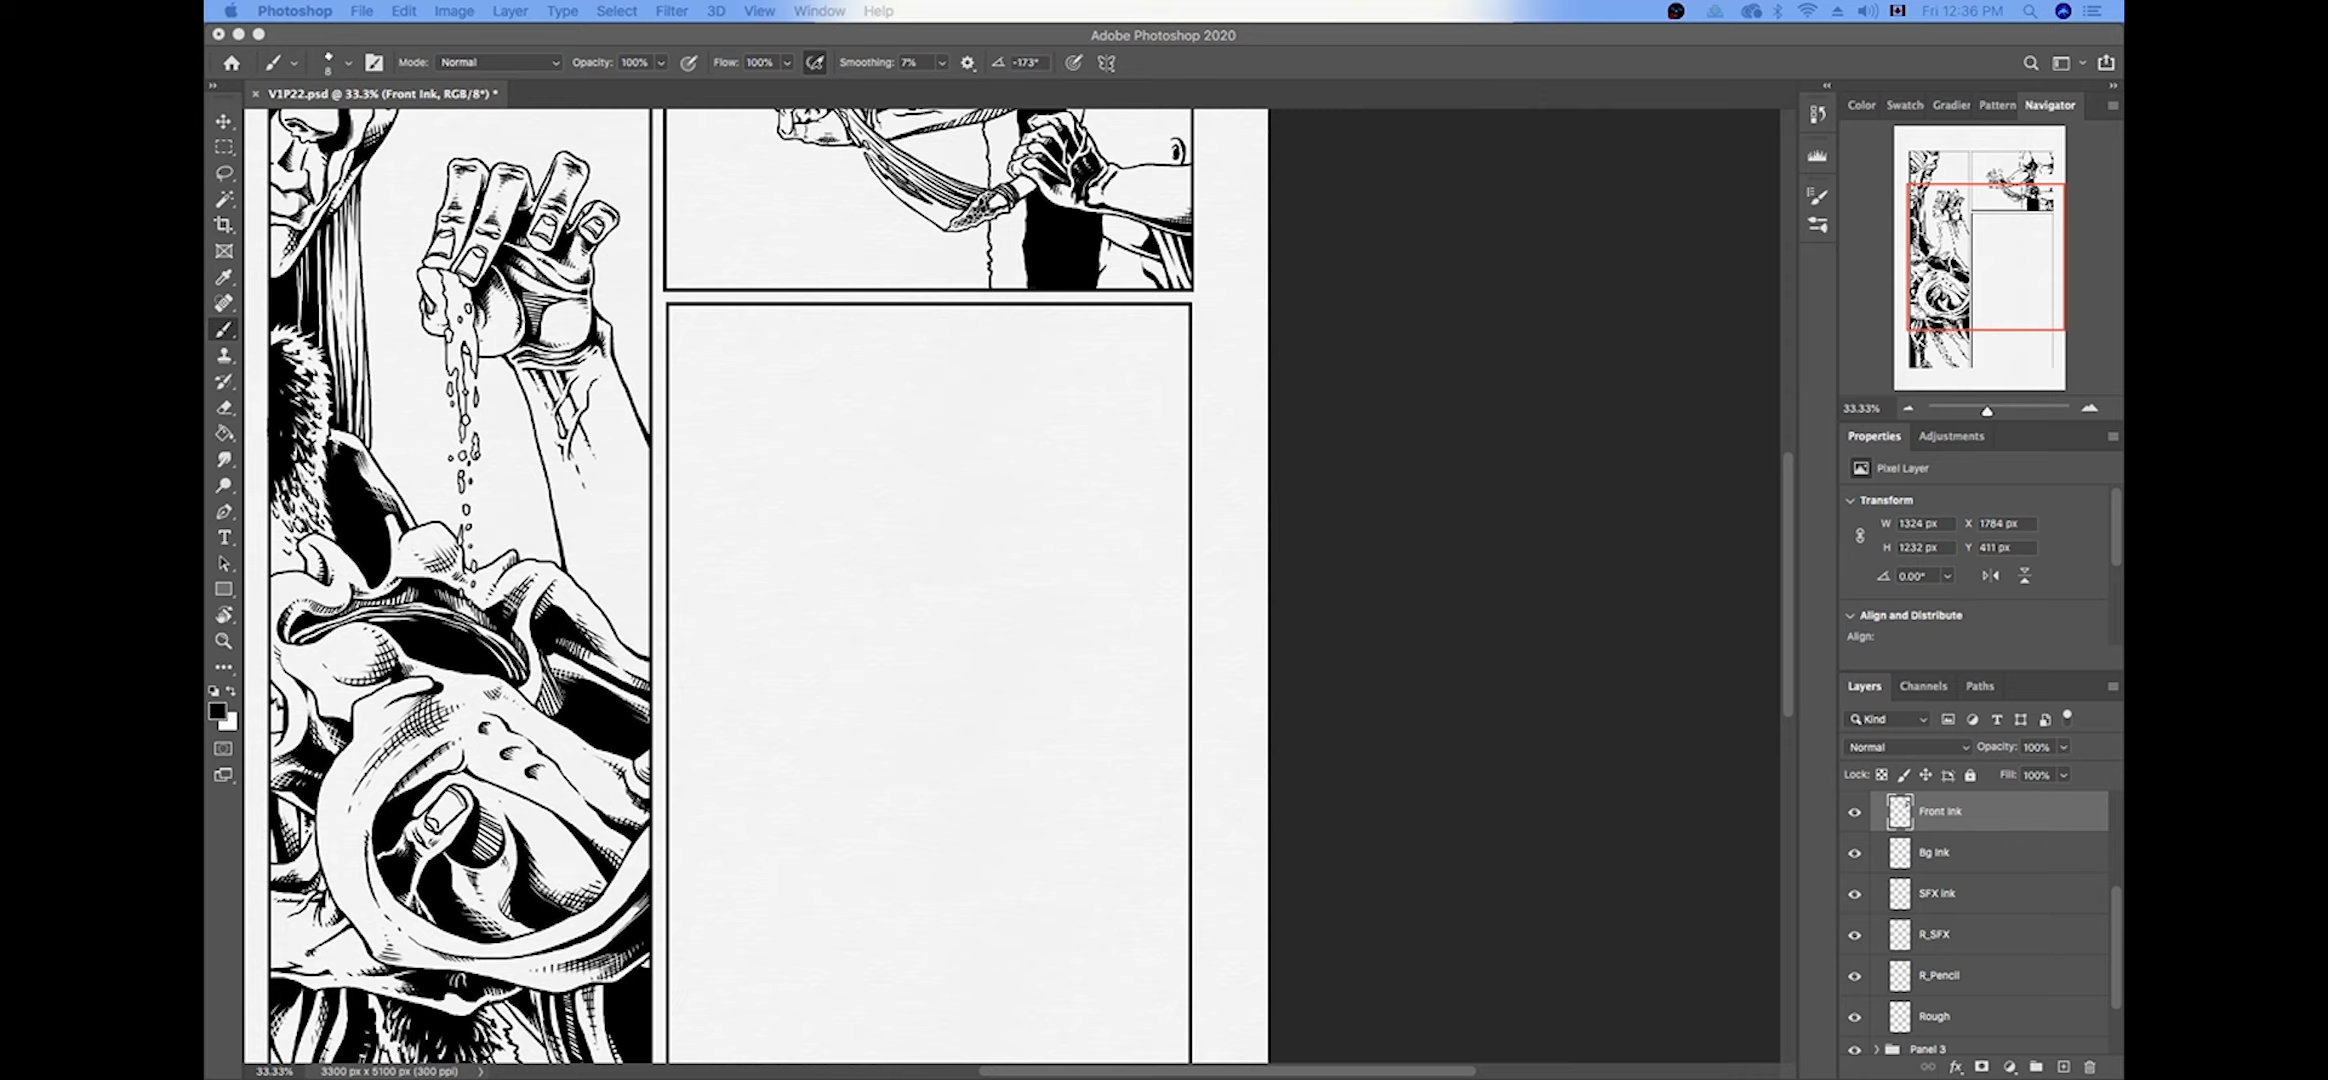 Photoshop File Edit Image Layer Type Select Filter 3D View Window Help Fri 12:36 PM
Adobe Photoshop 2020
8 Mode: Normal Opacity: 100% Flow: 100% Smoothing: 7% -173°
V1P22.psd @ 33.3% (Front Ink, RGB/8*) *
Color Swatch Gradier Pattern Navigator
33.33%
Properties Adjustments
Pixel Layer
Transform
W 1324 px X 1784 px
H 1232 px Y 411 px
0.00°
Align and Distribute
Align:
Layers Channels Paths
Kind
Normal Opacity: 100%
Lock: Fill: 100%
Front Ink
Bg Ink
SFX Ink
R_SFX
R_Pencil
Rough
Panel 3
33.33% 3300 px x 5100 px (300 ppi)